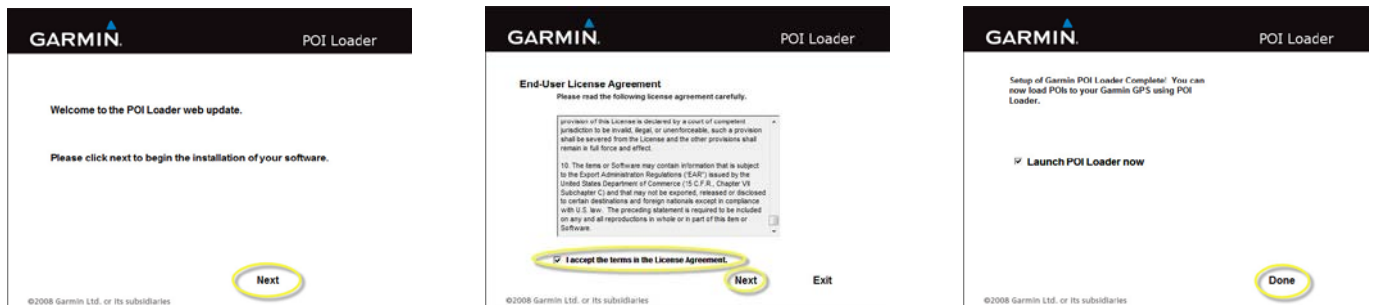 GARMIN.
POI Loader
Welcome to the POI Loader web update.
Please click next to begin the installation of your software.
Next
©2008 Garmin Ltd. or its subsidiaries
GARMIN.
POI Loader
End-User License Agreement
Please read the following license agreement carefully.
provision of this License is declared by a court of competent
jurisdiction to be invalid, illegal, or unenforceable, such a provision
shall be severed from the License and the other provisions shall
remain in full force and effect.
10. The items or Software may contain information that is subject
to the Export Administration Regulations ("EAR") issued by the
United States Department of Commerce (15 C.F.R., Chapter VII
Subchapter C) and that may not be exported, released or disclosed
to certain destinations and foreign nationals except in compliance
with U.S. law. The preceding statement is required to be included
on any and all reproductions in whole or in part of this item or
Software.
I accept the terms in the License Agreement.
Next
Exit
©2008 Garmin Ltd. or its subsidiaries
GARMIN.
POI Loader
Setup of Garmin POI Loader Complete! You can
now load POIs to your Garmin GPS using POI
Loader.
Launch POI Loader now
Done
©2008 Garmin Ltd. or its subsidiaries